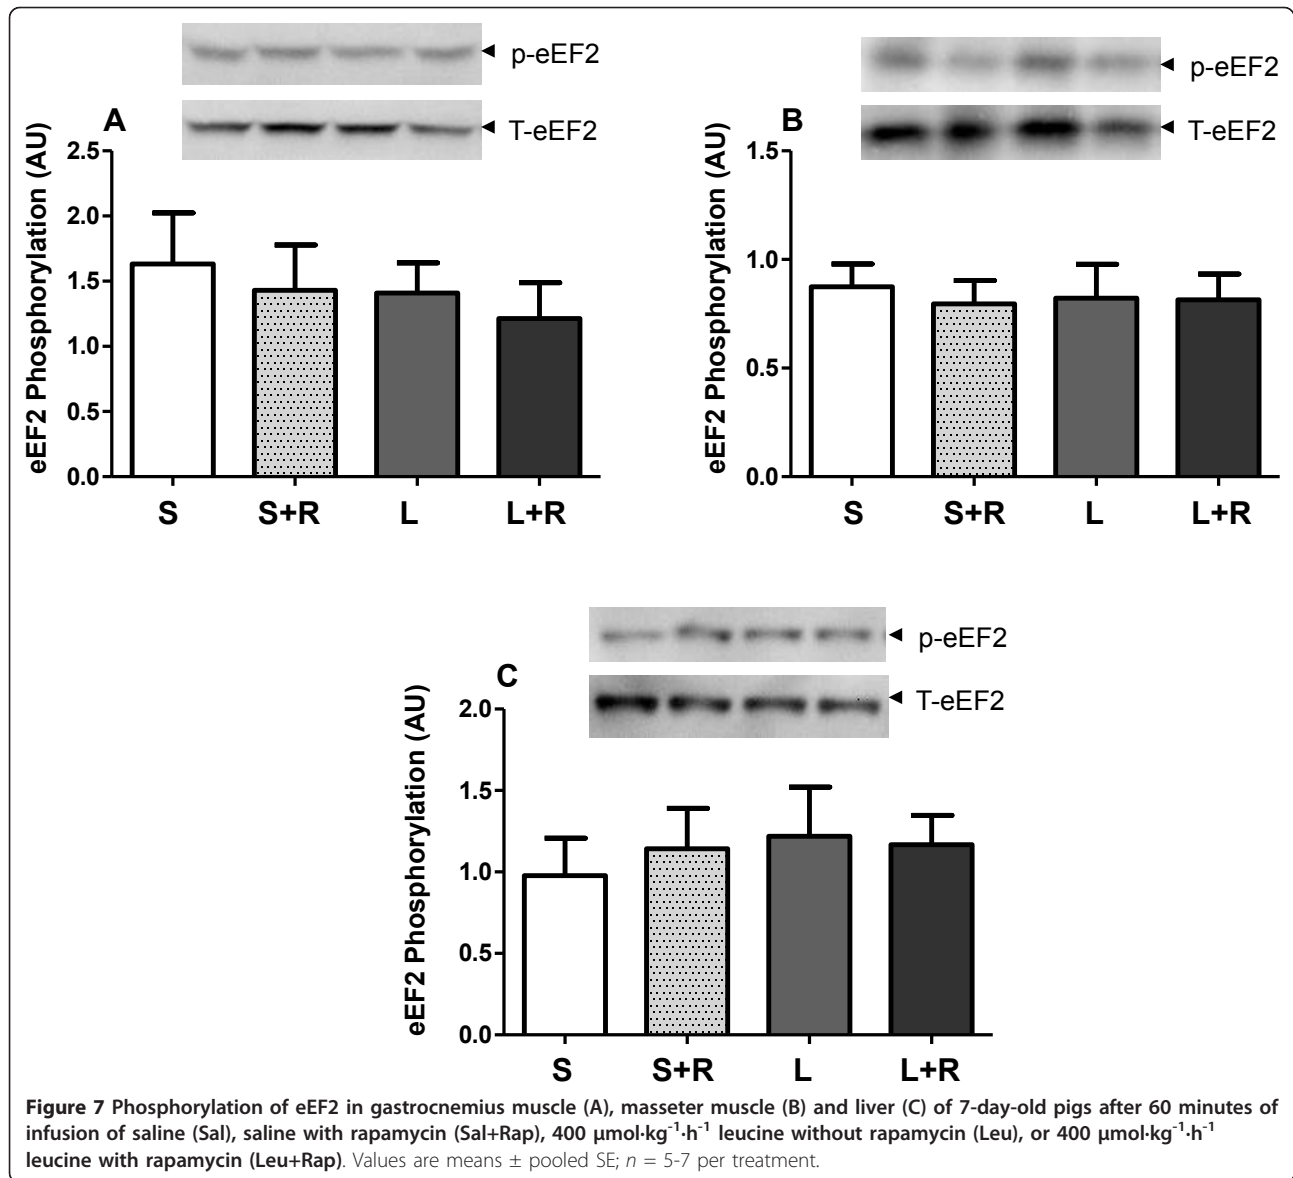 p-eEF2
T-eEF2
A
eEF2 Phosphorylation (AU)
2.5
2.0
1.5
1.0
0.5
0.0
S S+R L L+R
p-eEF2
T-eEF2
B
eEF2 Phosphorylation (AU)
1.5
1.0
0.5
0.0
S S+R L L+R
p-eEF2
T-eEF2
C
eEF2 Phosphorylation (AU)
2.0
1.5
1.0
0.5
0.0
S S+R L L+R
Figure 7 Phosphorylation of eEF2 in gastrocnemius muscle (A), masseter muscle (B) and liver (C) of 7-day-old pigs after 60 minutes of
infusion of saline (Sal), saline with rapamycin (Sal+Rap), 400 μmol·kg⁻¹·h⁻¹ leucine without rapamycin (Leu), or 400 μmol·kg⁻¹·h⁻¹
leucine with rapamycin (Leu+Rap). Values are means ± pooled SE; n = 5-7 per treatment.